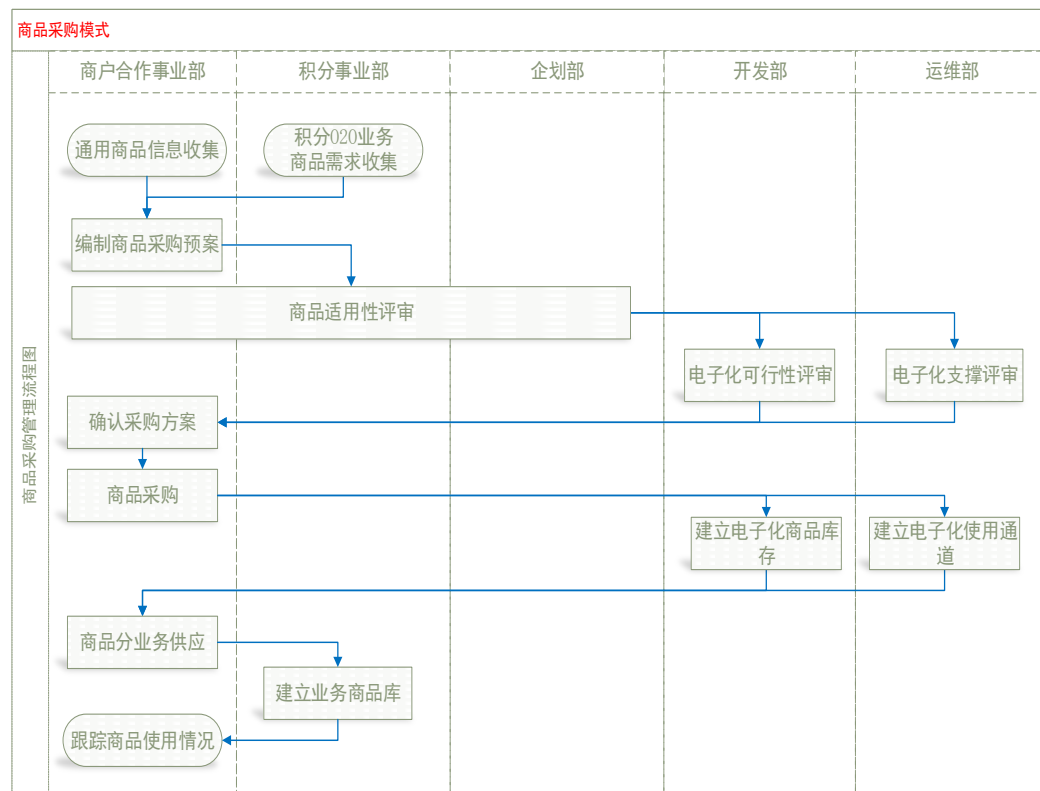 商品采购模式
商户合作事业部
积分事业部
企划部
开发部
运维部
商品采购管理流程图
通用商品信息收集
积分020业务
商品需求收集
编制商品采购预案
商品适用性评审
电子化可行性评审
电子化支撑评审
确认采购方案
商品采购
建立电子化商品库
存
建立电子化使用通
道
商品分业务供应
建立业务商品库
跟踪商品使用情况